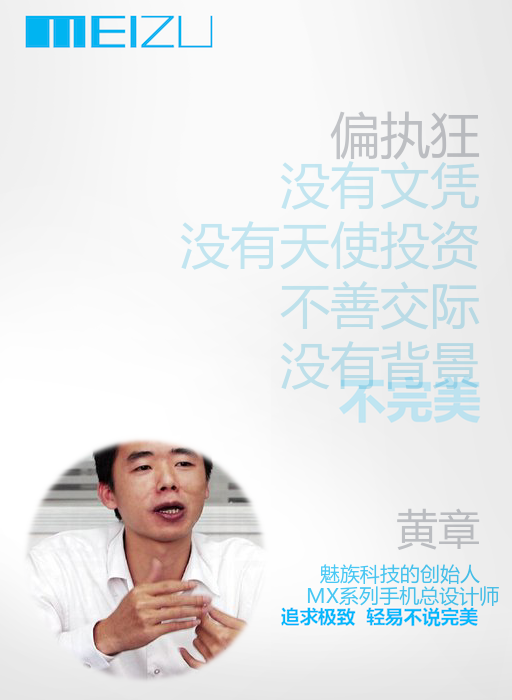 MEIZU
偏执狂
没有文凭
没有天使投资
不善交际
没有背景
不完美
黄章
魅族科技的创始人
MX系列手机总设计师
追求极致 轻易不说完美